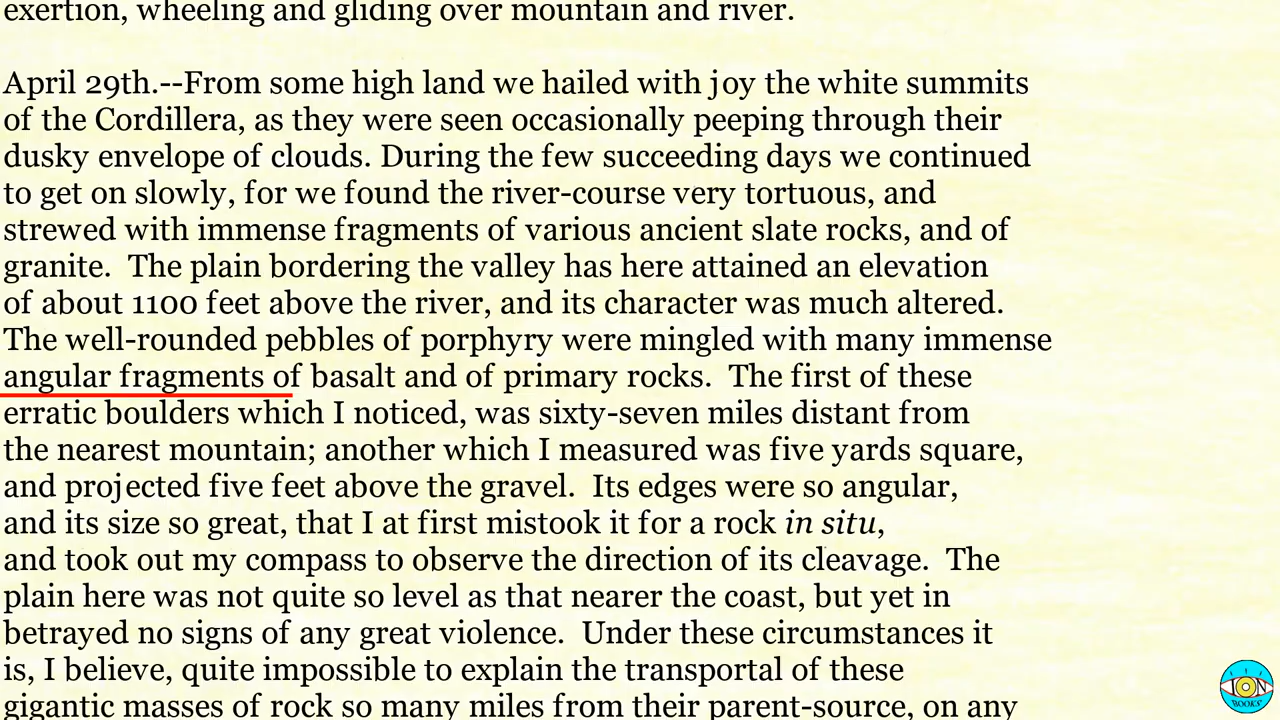 exertion, wheeling and gliding over mountain and river.
April 29th.--From some high land we hailed with joy the white summits
of the Cordillera, as they were seen occasionally peeping through their
dusky envelope of clouds. During the few succeeding days we continued
to get on slowly, for we found the river-course very tortuous, and
strewed with immense fragments of various ancient slate rocks, and of
granite.  The plain bordering the valley has here attained an elevation
of about 1100 feet above the river, and its character was much altered.
The well-rounded pebbles of porphyry were mingled with many immense
angular fragments of basalt and of primary rocks.  The first of these
erratic boulders which I noticed, was sixty-seven miles distant from
the nearest mountain; another which I measured was five yards square,
and projected five feet above the gravel.  Its edges were so angular,
and its size so great, that I at first mistook it for a rock in situ,
and took out my compass to observe the direction of its cleavage.  The
plain here was not quite so level as that nearer the coast, but yet in
betrayed no signs of any great violence.  Under these circumstances it
is, I believe, quite impossible to explain the transportal of these
gigantic masses of rock so many miles from their parent-source, on any
ION
BOOKS